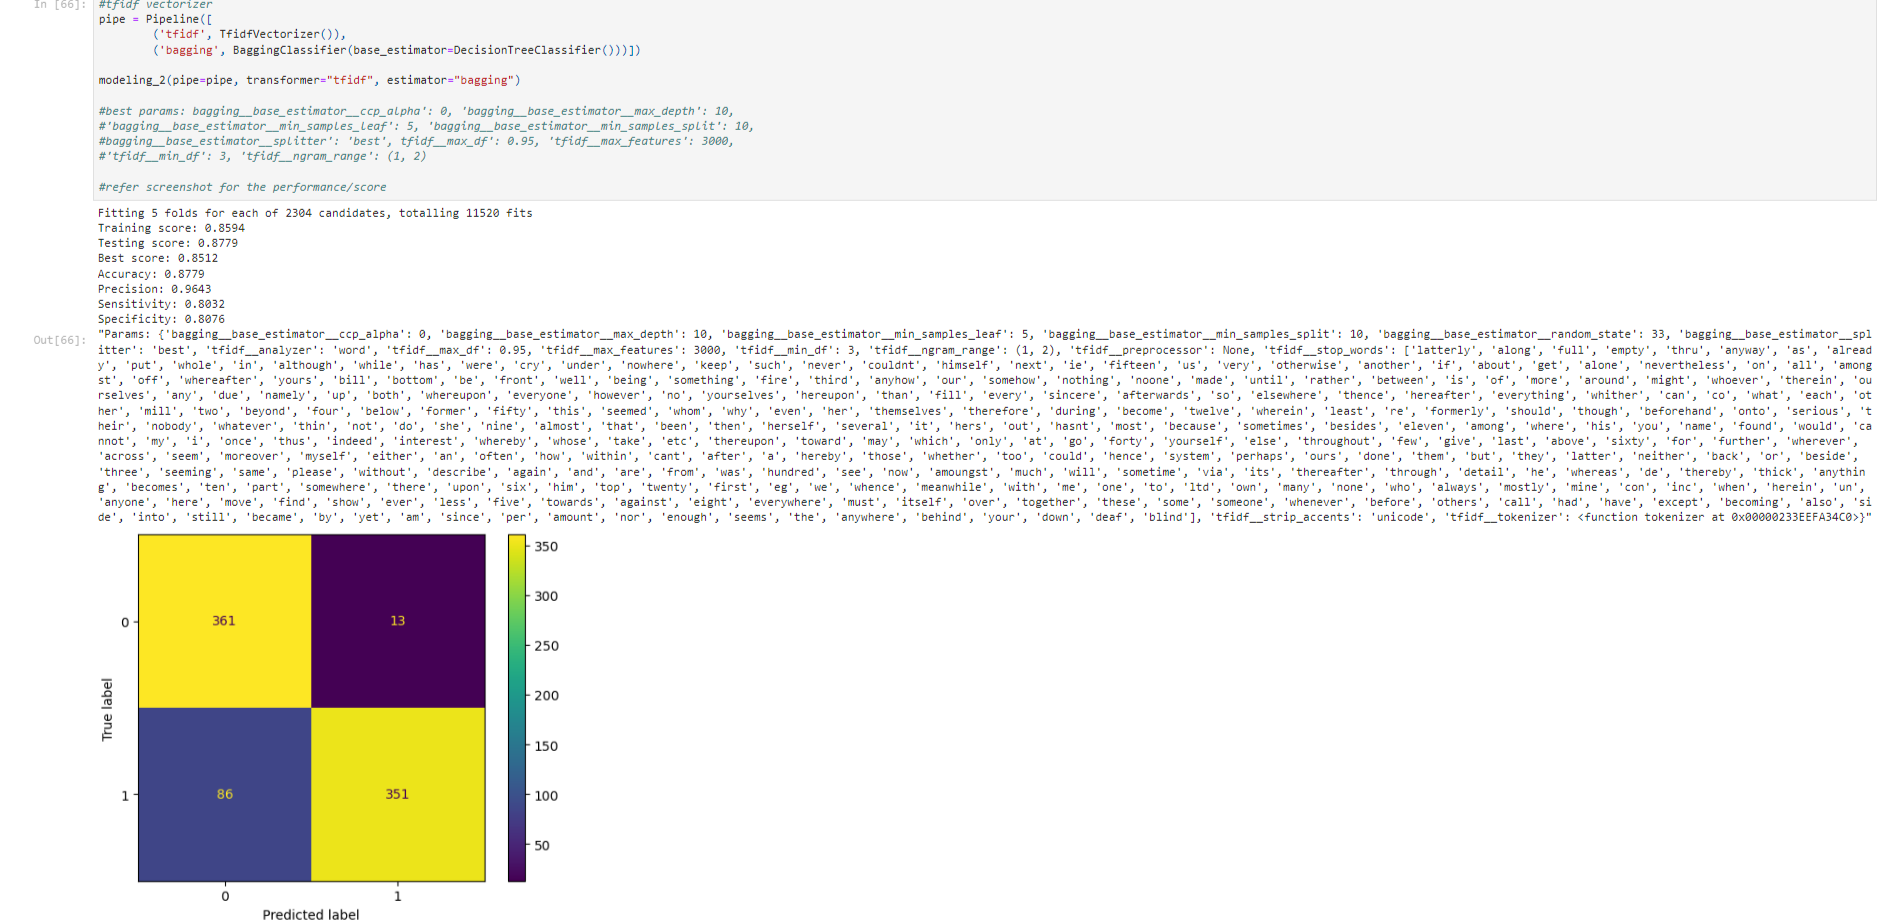 In [66]:
#tfidf vectorizer
pipe = Pipeline([
('tfidf', TfidfVectorizer()),
('bagging', BaggingClassifier(base_estimator=DecisionTreeClassifier()))])
modeling_2(pipe=pipe, transformer="tfidf", estimator="bagging")
#best params: bagging__base_estimator__ccp_alpha': 0, 'bagging__base_estimator__max_depth': 10,
#'bagging__base_estimator__min_samples_leaf': 5, 'bagging__base_estimator__min_samples_split': 10,
#bagging__base_estimator__splitter': 'best', tfidf__max_df': 0.95, 'tfidf__max_features': 3000,
#'tfidf__min_df': 3, 'tfidf__ngram_range': (1, 2)
#refer screenshot for the performance/score
Fitting 5 folds for each of 2304 candidates, totalling 11520 fits
Training score: 0.8594
Testing score: 0.8779
Best score: 0.8512
Accuracy: 0.8779
Precision: 0.9643
Sensitivity: 0.8032
Specificity: 0.8076
Out[66]:
"Params: {'bagging__base_estimator__ccp_alpha': 0, 'bagging__base_estimator__max_depth': 10, 'bagging__base_estimator__min_samples_leaf': 5, 'bagging__base_estimator__min_samples_split': 10, 'bagging__base_estimator__random_state': 33, 'bagging__base_estimator__spl
itter': 'best', 'tfidf__analyzer': 'word', 'tfidf__max_df': 0.95, 'tfidf__max_features': 3000, 'tfidf__min_df': 3, 'tfidf__ngram_range': (1, 2), 'tfidf__preprocessor': None, 'tfidf__stop_words': ['latterly', 'along', 'full', 'empty', 'thru', 'anyway', 'as', 'alread
y', 'put', 'whole', 'in', 'although', 'while', 'has', 'were', 'cry', 'under', 'nowhere', 'keep', 'such', 'never', 'couldnt', 'himself', 'next', 'ie', 'fifteen', 'us', 'very', 'otherwise', 'another', 'if', 'about', 'get', 'alone', 'nevertheless', 'on', 'all', 'among
st', 'off', 'whereafter', 'yours', 'bill', 'bottom', 'be', 'front', 'well', 'being', 'something', 'fire', 'third', 'anyhow', 'our', 'somehow', 'nothing', 'noone', 'made', 'until', 'rather', 'between', 'is', 'of', 'more', 'around', 'might', 'whoever', 'therein', 'ou
rselves', 'any', 'due', 'namely', 'up', 'both', 'whereupon', 'everyone', 'however', 'no', 'yourselves', 'hereupon', 'than', 'fill', 'every', 'sincere', 'afterwards', 'so', 'elsewhere', 'thence', 'hereafter', 'everything', 'whither', 'can', 'co', 'what', 'each', 'ot
her', 'mill', 'two', 'beyond', 'four', 'below', 'former', 'fifty', 'this', 'seemed', 'whom', 'why', 'even', 'her', 'themselves', 'therefore', 'during', 'become', 'twelve', 'wherein', 'least', 're', 'formerly', 'should', 'though', 'beforehand', 'onto', 'serious', 't
heir', 'nobody', 'whatever', 'thin', 'not', 'do', 'she', 'nine', 'almost', 'that', 'been', 'then', 'herself', 'several', 'it', 'hers', 'out', 'hasnt', 'most', 'because', 'sometimes', 'besides', 'eleven', 'among', 'where', 'his', 'you', 'name', 'found', 'would', 'ca
nnot', 'my', 'i', 'once', 'thus', 'indeed', 'interest', 'whereby', 'whose', 'take', 'etc', 'thereupon', 'toward', 'may', 'which', 'only', 'at', 'go', 'forty', 'yourself', 'else', 'throughout', 'few', 'give', 'last', 'above', 'sixty', 'for', 'further', 'wherever',
'across', 'seem', 'moreover', 'myself', 'either', 'an', 'often', 'how', 'within', 'cant', 'after', 'a', 'hereby', 'those', 'whether', 'too', 'could', 'hence', 'system', 'perhaps', 'ours', 'done', 'them', 'but', 'they', 'latter', 'neither', 'back', 'or', 'beside',
'three', 'seeming', 'same', 'please', 'without', 'describe', 'again', 'and', 'are', 'from', 'was', 'hundred', 'see', 'now', 'amoungst', 'much', 'will', 'sometime', 'via', 'its', 'thereafter', 'through', 'detail', 'he', 'whereas', 'de', 'thereby', 'thick', 'anythin
g', 'becomes', 'ten', 'part', 'somewhere', 'there', 'upon', 'six', 'him', 'top', 'twenty', 'first', 'eg', 'we', 'whence', 'meanwhile', 'with', 'me', 'one', 'to', 'ltd', 'own', 'many', 'none', 'who', 'always', 'mostly', 'mine', 'con', 'inc', 'when', 'herein', 'un',
'anyone', 'here', 'move', 'find', 'show', 'ever', 'less', 'five', 'towards', 'against', 'eight', 'everywhere', 'must', 'itself', 'over', 'together', 'these', 'some', 'someone', 'whenever', 'before', 'others', 'call', 'had', 'have', 'except', 'becoming', 'also', 'si
de', 'into', 'still', 'became', 'by', 'yet', 'am', 'since', 'per', 'amount', 'nor', 'enough', 'seems', 'the', 'anywhere', 'behind', 'your', 'down', 'deaf', 'blind'], 'tfidf__strip_accents': 'unicode', 'tfidf__tokenizer': <function tokenizer at 0x00000233EEFA34C0>}"
350
300
250
200
150
100
50
0
361
13
True label
1
86
351
0
1
Predicted label